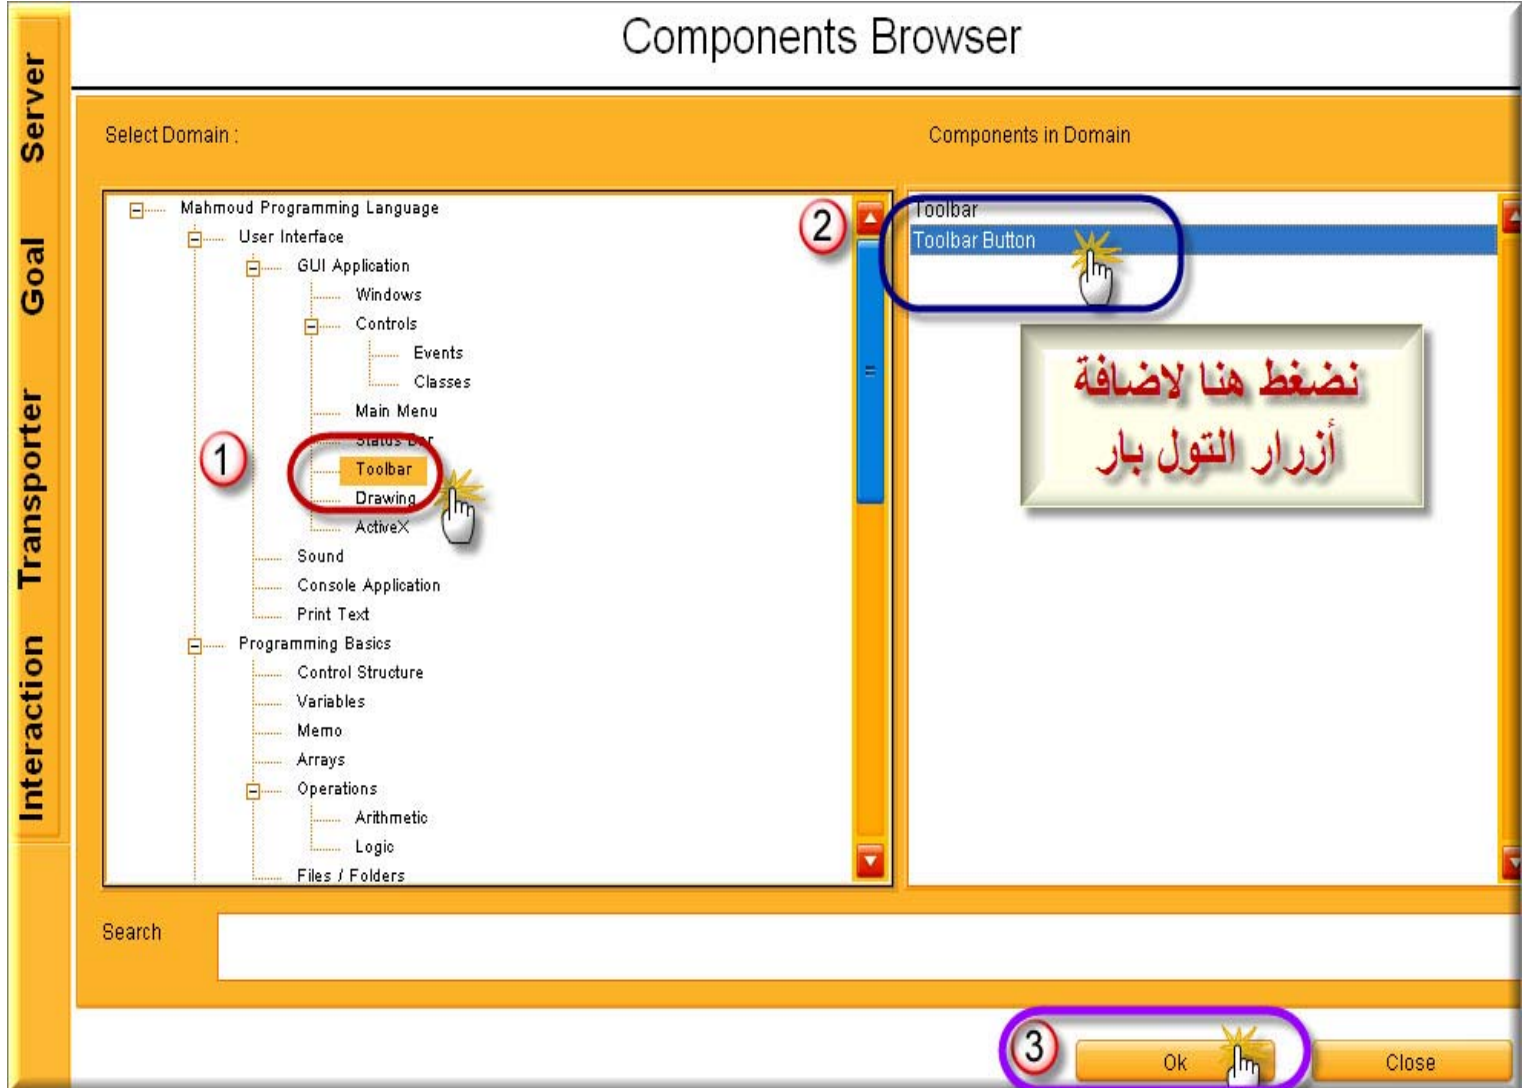 Components Browser
Server
Goal
Transporter
Interaction
Select Domain :
Components in Domain
Mahmoud Programming Language
User Interface
GUI Application
Windows
Controls
Events
Classes
Main Menu
Status Bar
Toolbar
Drawing
ActiveX
Sound
Console Application
Print Text
Programming Basics
Control Structure
Variables
Memo
Arrays
Operations
Arithmetic
Logic
Files / Folders
1
2
Toolbar
Toolbar Button
نضغط هنا لاضافة
أزرار التول بار
Search
3
Ok
Close